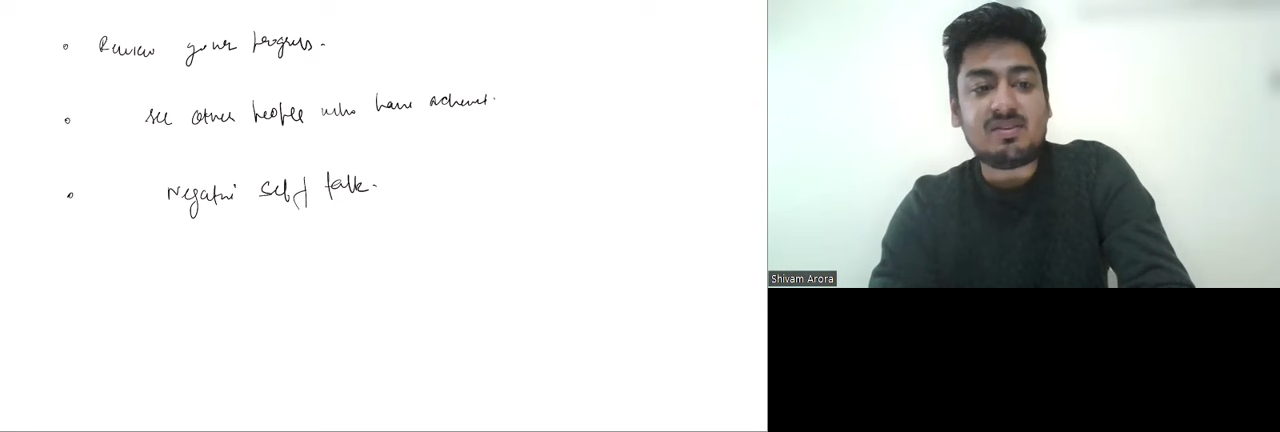 Review your progress.
see other people who have achieved.
Negative self talk.
Shivam Arora